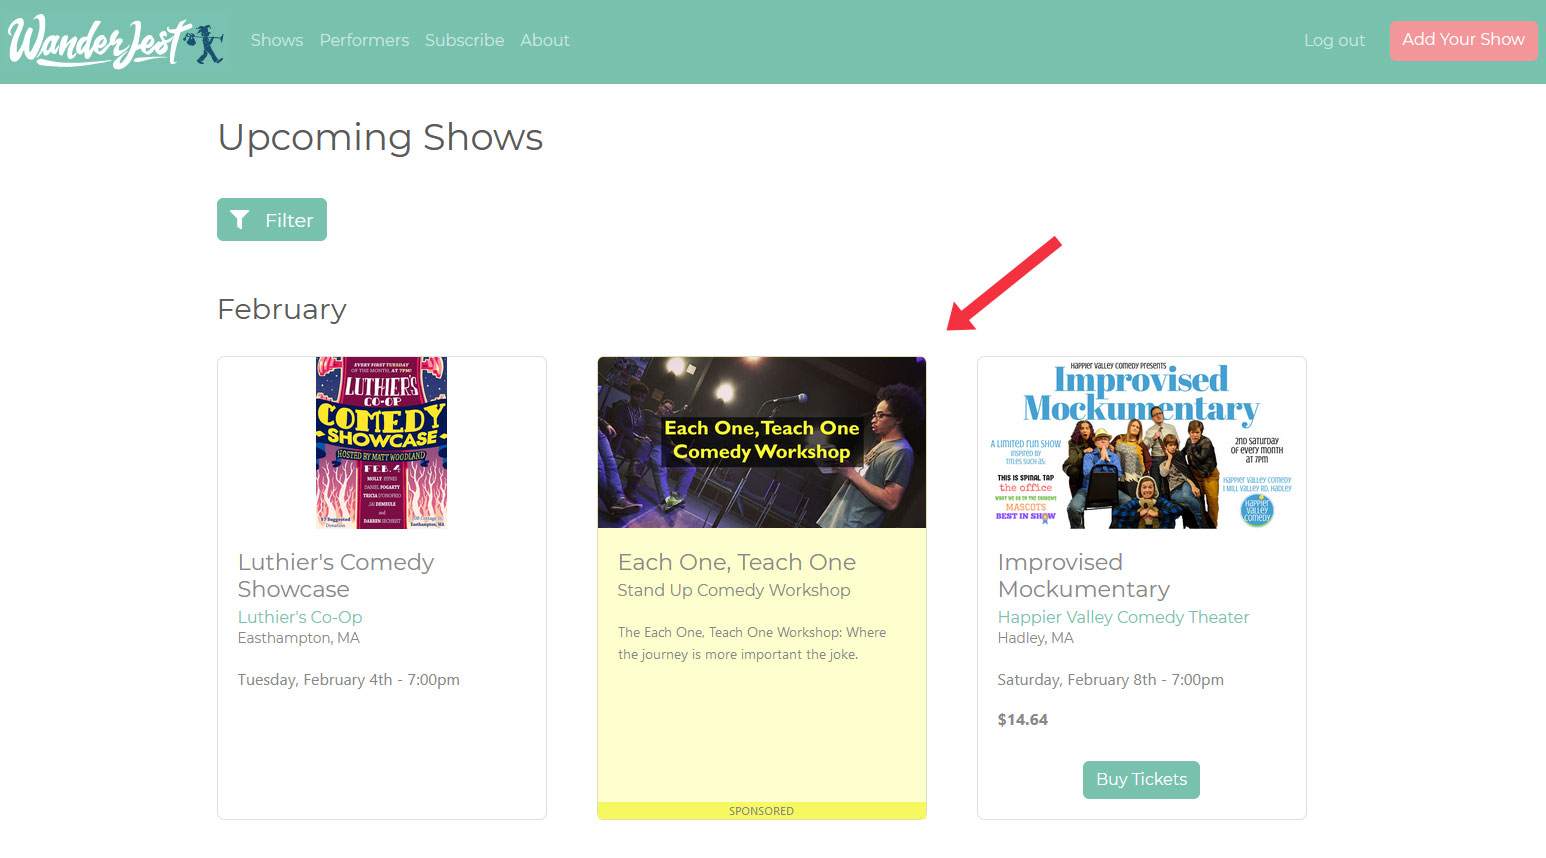 WanderJest
Shows Performers Subscribe About
Log out
Add Your Show
Upcoming Shows
Filter
February
EVERY FIRST TUESDAY
OF THE MONTH, AT 7PM!
LUTHIER'S
CO-OP
COMEDY
SHOWCASE
HOSTED BY MATT WOODLAND
FEB. 4
MOLLY HYNES
DANIEL FOGARTY
TRICIA D'ONOFRIO
JAI DEMEULE
and
DARREN SECHRIST
$7 Suggested
Donation
108 Cottage St.
Easthampton, MA
Luthier's Comedy
Showcase
Luthier's Co-Op
Easthampton, MA
Tuesday, February 4th - 7:00pm
Each One, Teach One
Comedy Workshop
Each One, Teach One
Stand Up Comedy Workshop
The Each One, Teach One Workshop: Where
the journey is more important the joke.
SPONSORED
HAPPIER VALLEY COMEDY PRESENTS
Improvised
Mockumentary
A LIMITED RUN SHOW
INSPIRED BY
TITLES SUCH AS:
THIS IS SPINAL TAP
the office
WHAT WE DO IN THE SHADOWS
MASCOTS
BEST IN SHOW
2ND SATURDAY
OF EVERY MONTH
AT 7PM
HAPPIER VALLEY COMEDY
1 MILL VALLEY RD, HADLEY
HAPPIER
VALLEY
COMEDY
Improvised
Mockumentary
Happier Valley Comedy Theater
Hadley, MA
Saturday, February 8th - 7:00pm
$14.64
Buy Tickets